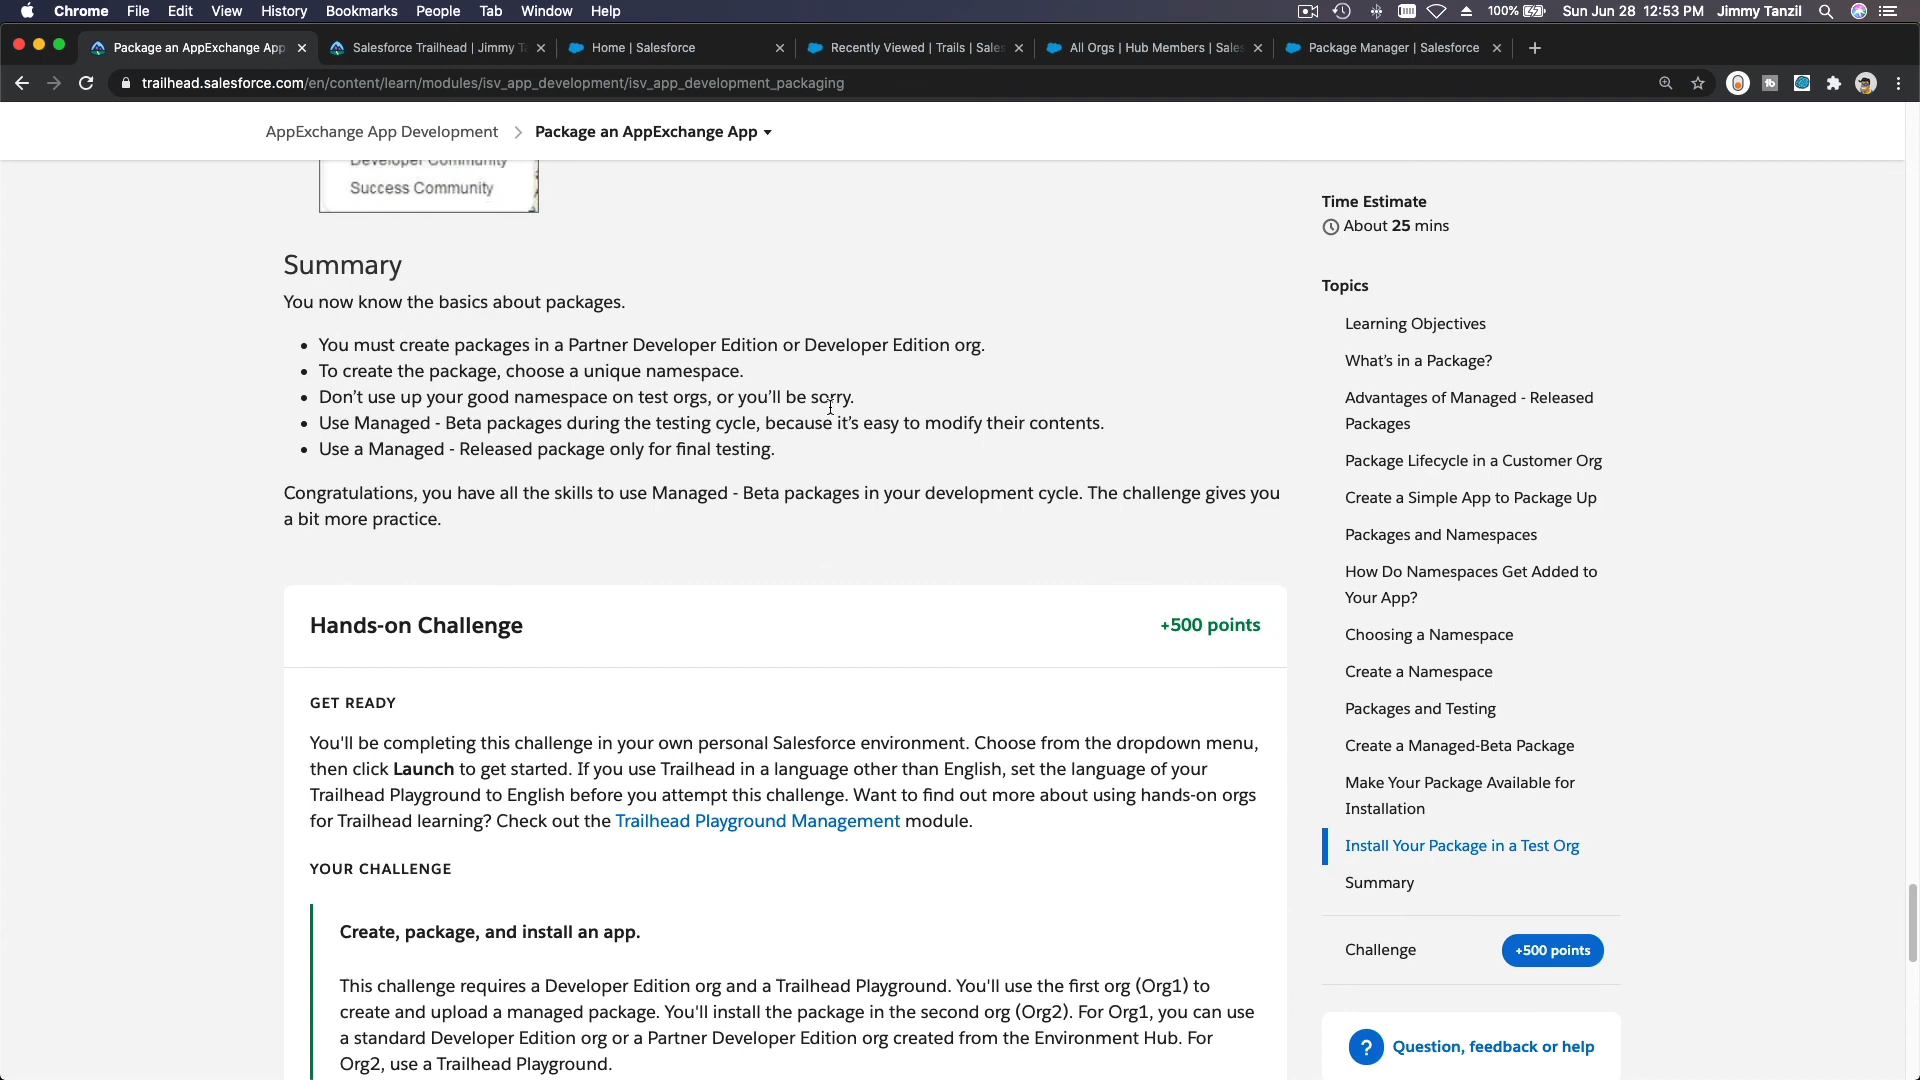 Chrome File Edit View History Bookmarks People Tab Window Help 100% Sun Jun 28 12:53 PM Jimmy Tanzil
Package an AppExchange App Salesforce Trailhead | Jimmy T Home | Salesforce Recently Viewed | Trails | Sales All Orgs | Hub Members | Sales Package Manager | Salesforce
trailhead.salesforce.com/en/content/learn/modules/isv_app_development/isv_app_development_packaging
AppExchange App Development > Package an AppExchange App
Developer Community
Success Community
Summary
You now know the basics about packages.
• You must create packages in a Partner Developer Edition or Developer Edition org.
• To create the package, choose a unique namespace.
• Don’t use up your good namespace on test orgs, or you’ll be sorry.
• Use Managed - Beta packages during the testing cycle, because it’s easy to modify their contents.
• Use a Managed - Released package only for final testing.
Congratulations, you have all the skills to use Managed - Beta packages in your development cycle. The challenge gives you
a bit more practice.
Hands-on Challenge +500 points
GET READY
You'll be completing this challenge in your own personal Salesforce environment. Choose from the dropdown menu,
then click Launch to get started. If you use Trailhead in a language other than English, set the language of your
Trailhead Playground to English before you attempt this challenge. Want to find out more about using hands-on orgs
for Trailhead learning? Check out the Trailhead Playground Management module.
YOUR CHALLENGE
Create, package, and install an app.
This challenge requires a Developer Edition org and a Trailhead Playground. You'll use the first org (Org1) to
create and upload a managed package. You'll install the package in the second org (Org2). For Org1, you can use
a standard Developer Edition org or a Partner Developer Edition org created from the Environment Hub. For
Org2, use a Trailhead Playground.
Time Estimate
About 25 mins
Topics
Learning Objectives
What’s in a Package?
Advantages of Managed - Released
Packages
Package Lifecycle in a Customer Org
Create a Simple App to Package Up
Packages and Namespaces
How Do Namespaces Get Added to
Your App?
Choosing a Namespace
Create a Namespace
Packages and Testing
Create a Managed-Beta Package
Make Your Package Available for
Installation
Install Your Package in a Test Org
Summary
Challenge +500 points
? Question, feedback or help